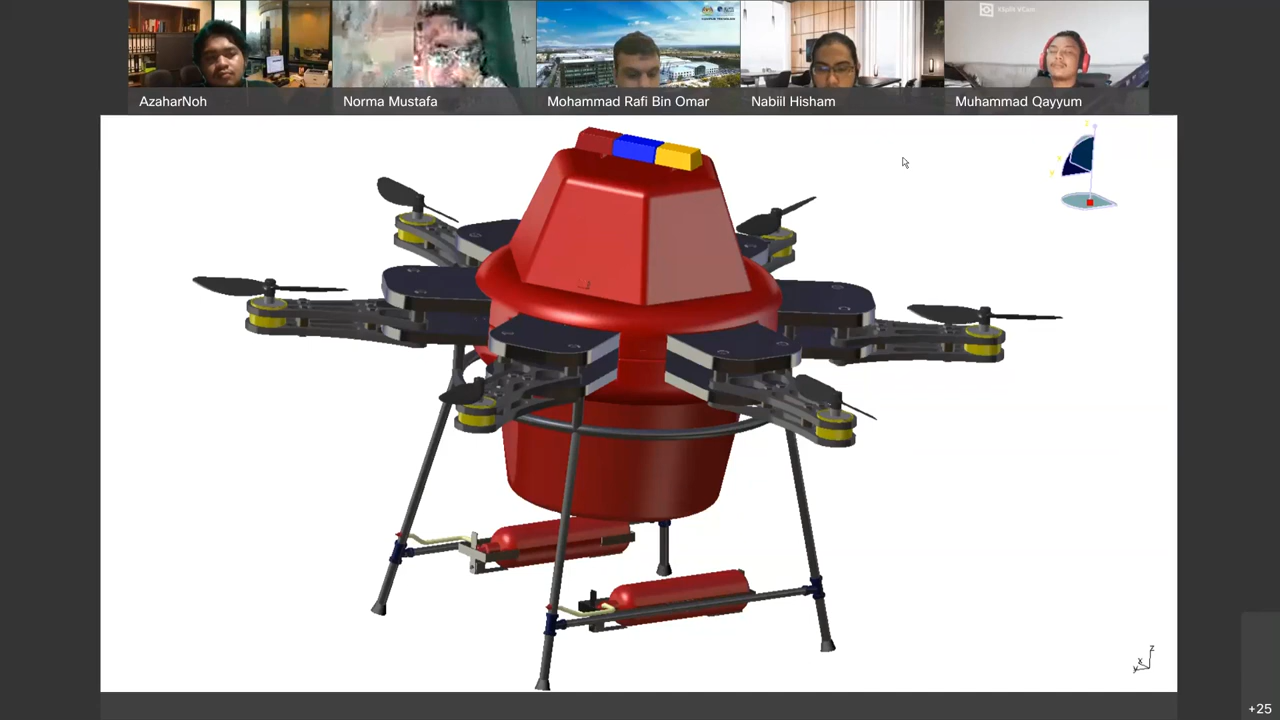 AzaharNoh
Norma Mustafa
Mohammad Rafi Bin Omar
Nabiil Hisham
Muhammad Qayyum
+25